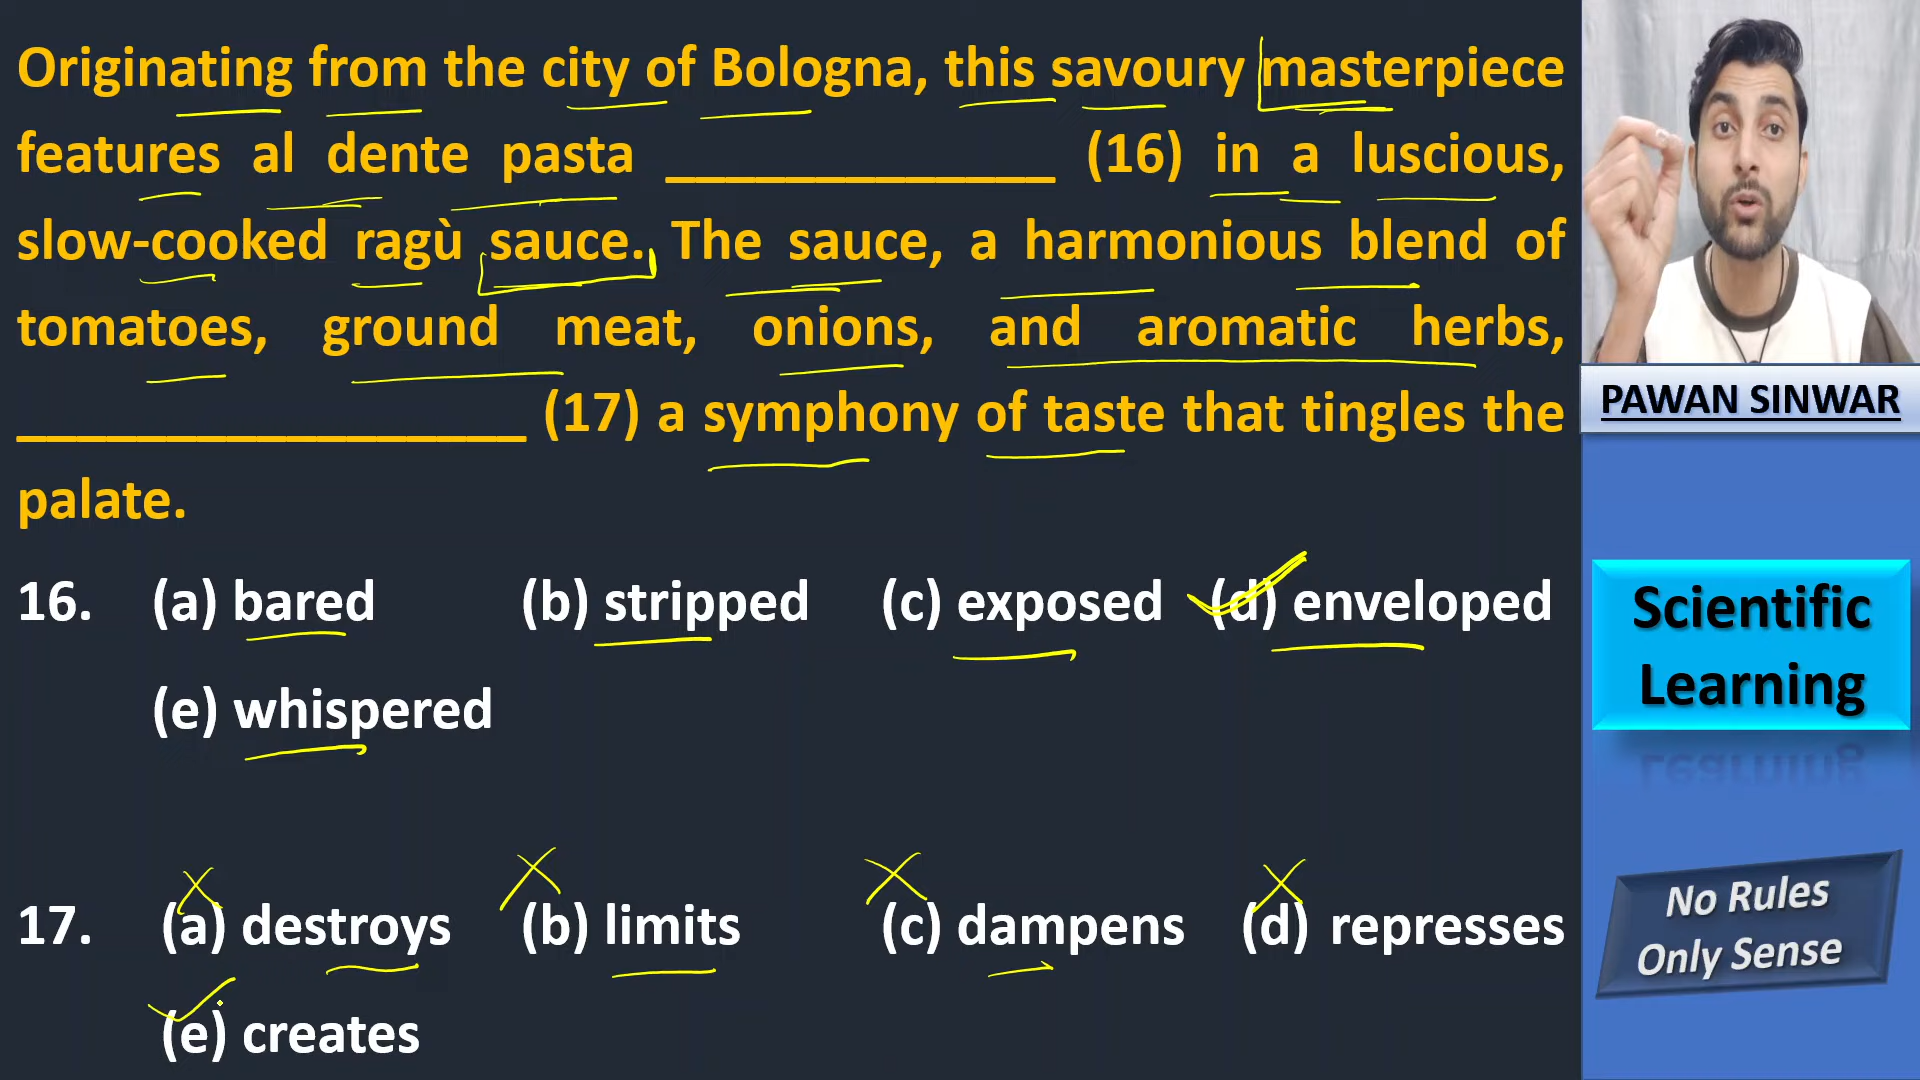 Originating from the city of Bologna, this savoury masterpiece
features al dente pasta _____________ (16) in a luscious,
slow-cooked ragù sauce. The sauce, a harmonious blend of
tomatoes, ground meat, onions, and aromatic herbs,
_________________ (17) a symphony of taste that tingles the
palate.
16. (a) bared (b) stripped (c) exposed (d) enveloped
(e) whispered
17. (a) destroys (b) limits (c) dampens (d) represses
(e) creates
PAWAN SINWAR
Scientific
Learning
No Rules
Only Sense